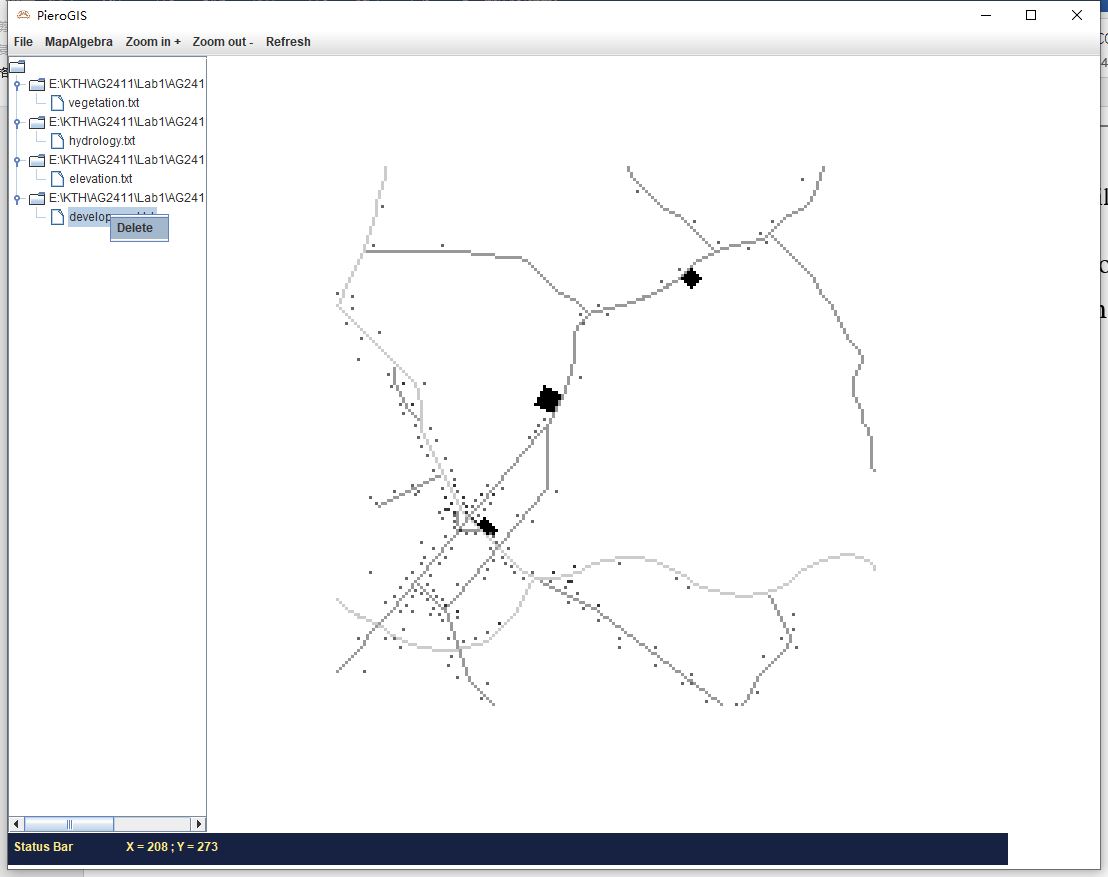 PieroGIS
File MapAlgebra Zoom in + Zoom out - Refresh
E:\KTH\AG2411\Lab1\AG241
vegetation.txt
E:\KTH\AG2411\Lab1\AG241
hydrology.txt
E:\KTH\AG2411\Lab1\AG241
elevation.txt
E:\KTH\AG2411\Lab1\AG241
Delete
Status Bar X = 208 ; Y = 273